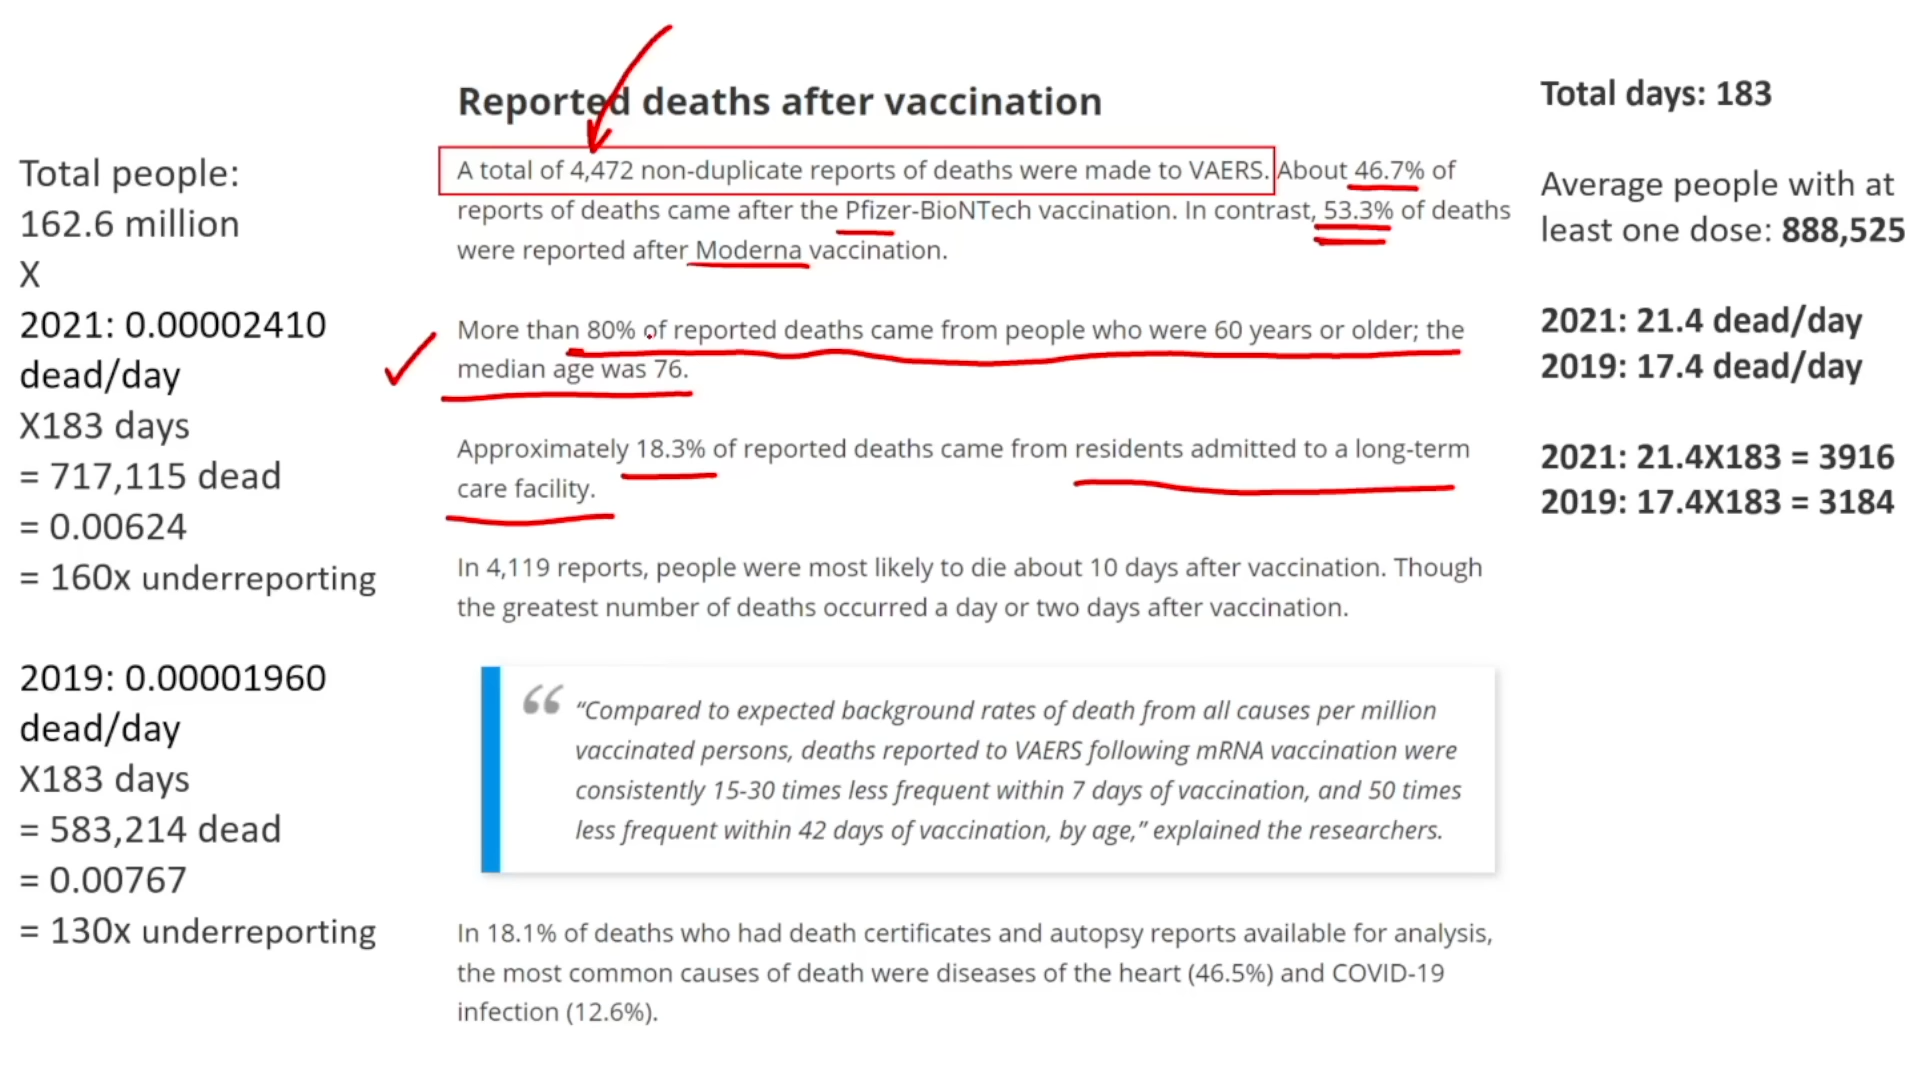 Total people:
162.6 million
X
2021: 0.00002410
dead/day
X183 days
= 717,115 dead
= 0.00624
= 160x underreporting
2019: 0.00001960
dead/day
X183 days
= 583,214 dead
= 0.00767
= 130x underreporting
Reported deaths after vaccination
A total of 4,472 non-duplicate reports of deaths were made to VAERS. About 46.7% of
reports of deaths came after the Pfizer-BioNTech vaccination. In contrast, 53.3% of deaths
were reported after Moderna vaccination.
More than 80% of reported deaths came from people who were 60 years or older; the
median age was 76.
Approximately 18.3% of reported deaths came from residents admitted to a long-term
care facility.
In 4,119 reports, people were most likely to die about 10 days after vaccination. Though
the greatest number of deaths occurred a day or two days after vaccination.
“Compared to expected background rates of death from all causes per million
vaccinated persons, deaths reported to VAERS following mRNA vaccination were
consistently 15-30 times less frequent within 7 days of vaccination, and 50 times
less frequent within 42 days of vaccination, by age,” explained the researchers.
In 18.1% of deaths who had death certificates and autopsy reports available for analysis,
the most common causes of death were diseases of the heart (46.5%) and COVID-19
infection (12.6%).
Total days: 183
Average people with at
least one dose: 888,525
2021: 21.4 dead/day
2019: 17.4 dead/day
2021: 21.4X183 = 3916
2019: 17.4X183 = 3184